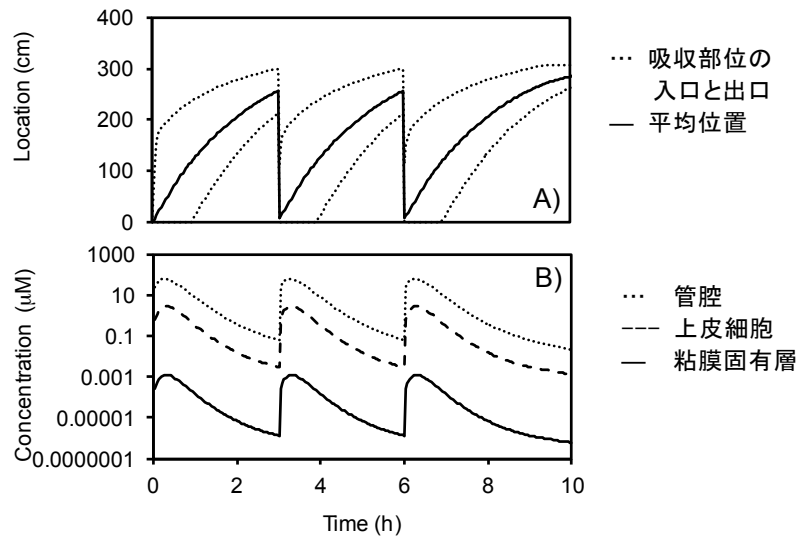 Location (cm)
400
300
200
100
0
A)
··· 吸収部位の
入口と出口
― 平均位置
Concentration (μM)
1000
10
0.1
0.001
0.00001
0.0000001
B)
··· 管腔
--- 上皮細胞
― 粘膜固有層
0 2 4 6 8 10
Time (h)